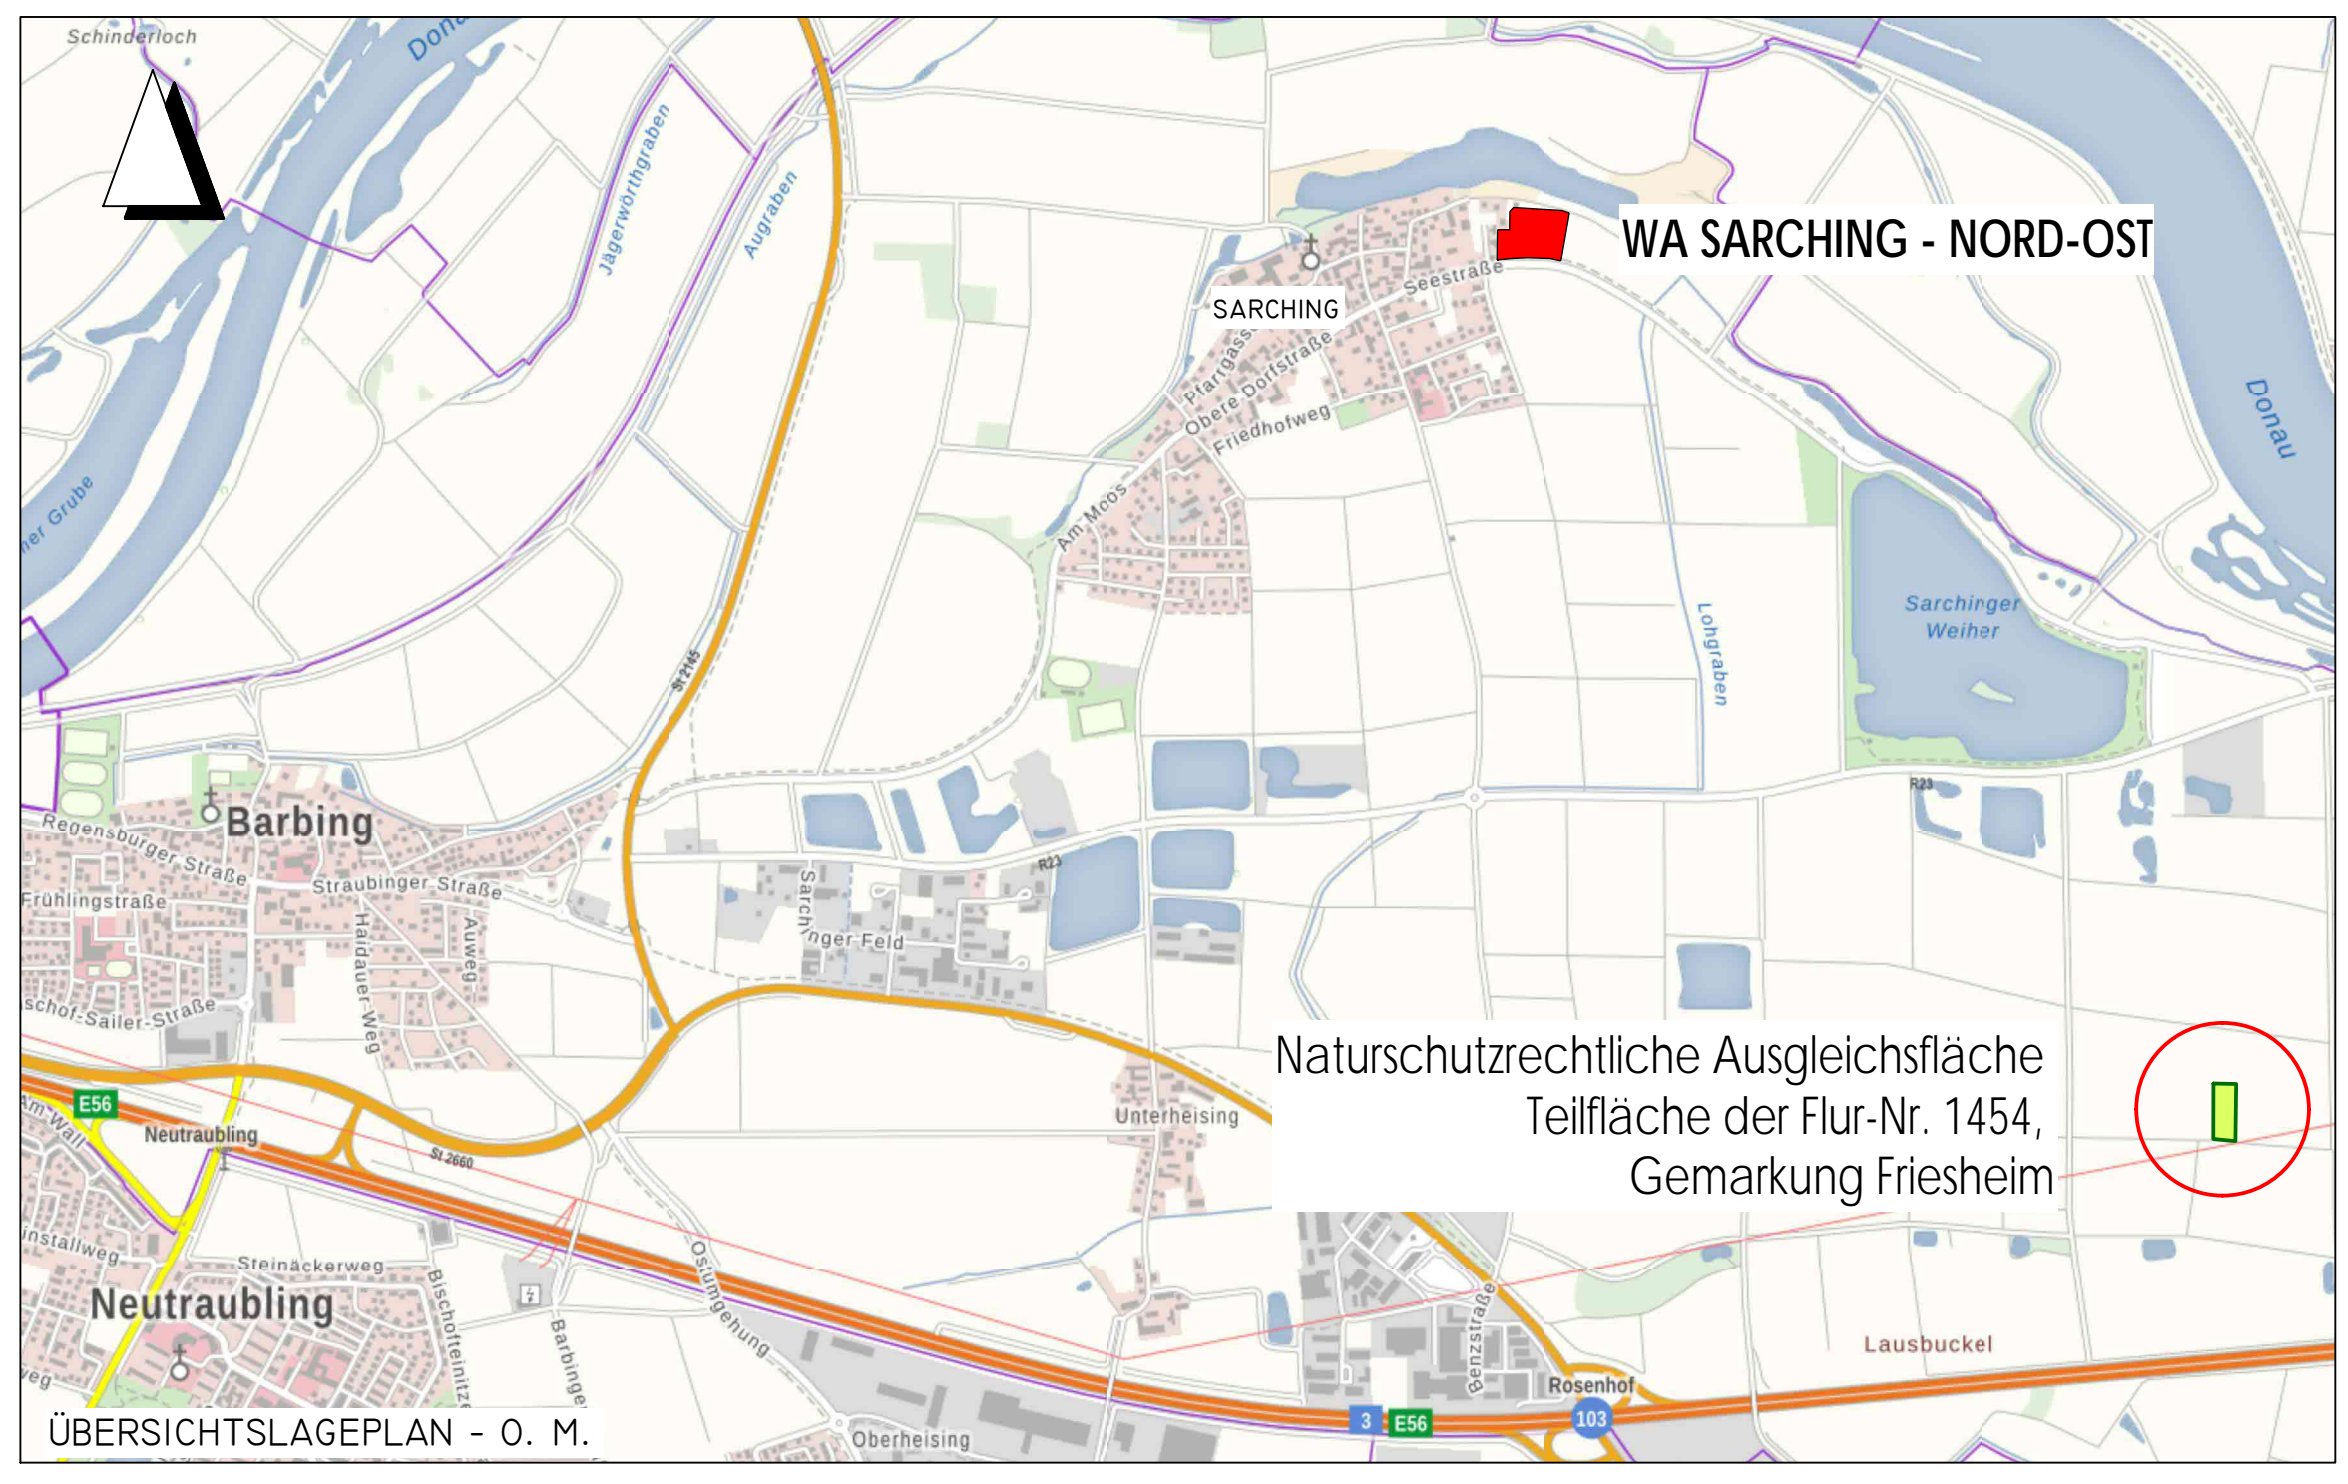 Schinderloch
Jägerwörthgraben
Augraben
WA SARCHING - NORD-OST
Seestraße
SARCHING
Obere-Dorfstraße
Friedhofweg
Am-Moos
Donau
Sarchinger
Weiher
Lohgraben
St 2145
R23
R23
Barbing
Regensburger Straße
Straubinger-Straße
Frühlingstraße
Haidauer-Weg
Auweg
Sarchinger Feld
Naturschutzrechtliche Ausgleichsfläche
Teilfläche der Flur-Nr. 1454,
Gemarkung Friesheim
E56
Am-Wall
Neutraubling
St 2660
Unterheising
Steinäckerweg
Neutraubling
Ostumgehung
Benzstraße
Lausbuckel
Rosenhof
3
E56
103
Oberheising
ÜBERSICHTSLAGEPLAN - O. M.